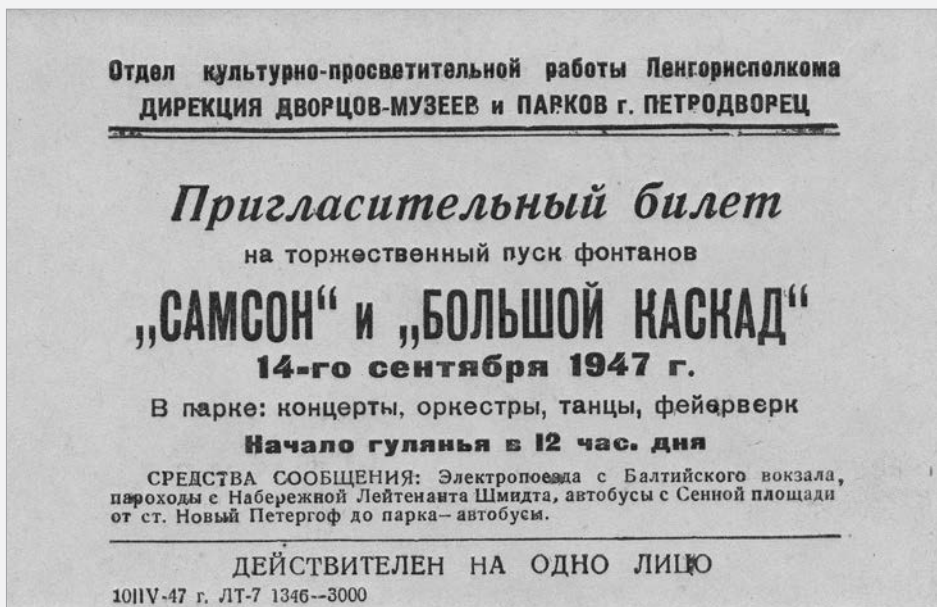 Отдел культурно-просветительной работы Ленгорисполкома
ДИРЕКЦИЯ ДВОРЦОВ-МУЗЕЕВ и ПАРКОВ г. ПЕТРОДВОРЕЦ
Пригласительный билет
на торжественный пуск фонтанов
„САМСОН“ и „БОЛЬШОЙ КАСКАД“
14-го сентября 1947 г.
В парке: концерты, оркестры, танцы, фейерверк
Начало гулянья в 12 час. дня
СРЕДСТВА СООБЩЕНИЯ: Электропоезда с Балтийского вокзала,
пароходы с Набережной Лейтенанта Шмидта, автобусы с Сенной площади
от ст. Новый Петергоф до парка— автобусы.
ДЕЙСТВИТЕЛЕН НА ОДНО ЛИЦО
10IIV-47 г. ЛТ-7 1346--3000